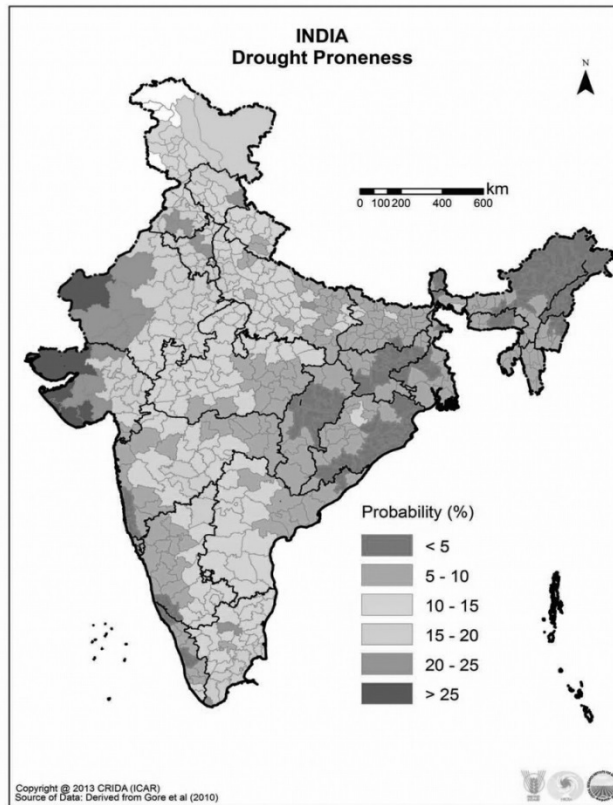 INDIA
Drought Proneness
N
km
0 100 200 400 600
Probability (%)
< 5
5 - 10
10 - 15
15 - 20
20 - 25
> 25
Copyright @ 2013 CRIDA (ICAR)
Source of Data: Derived from Gore et al (2010)